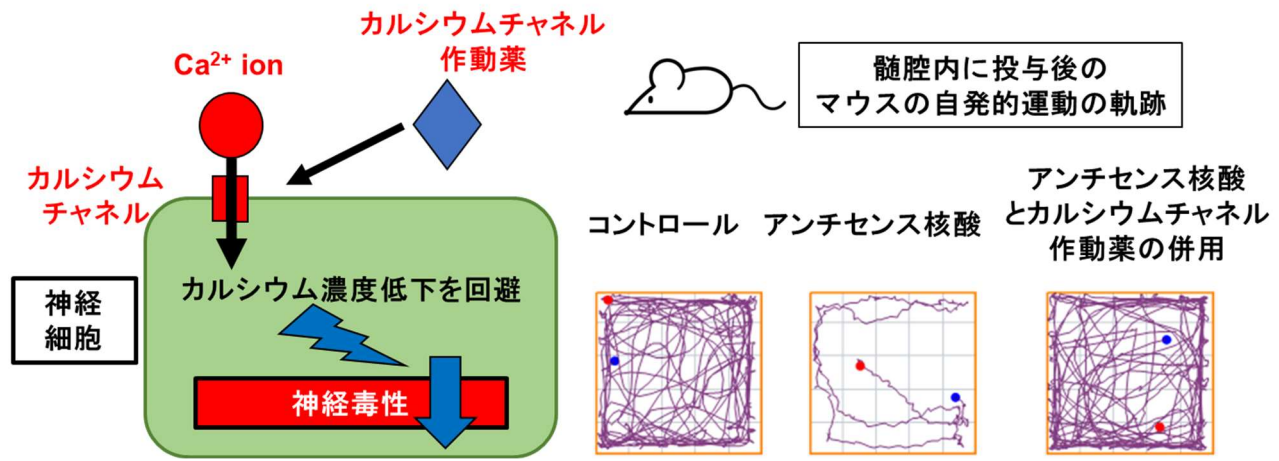 カルシウムチャネル
作動薬
Ca²⁺ ion
カルシウム
チャネル
カルシウム濃度低下を回避
神経
細胞
神経毒性
髄腔内に投与後の
マウスの自発的運動の軌跡
コントロール
アンチセンス核酸
アンチセンス核酸
とカルシウムチャネル
作動薬の併用